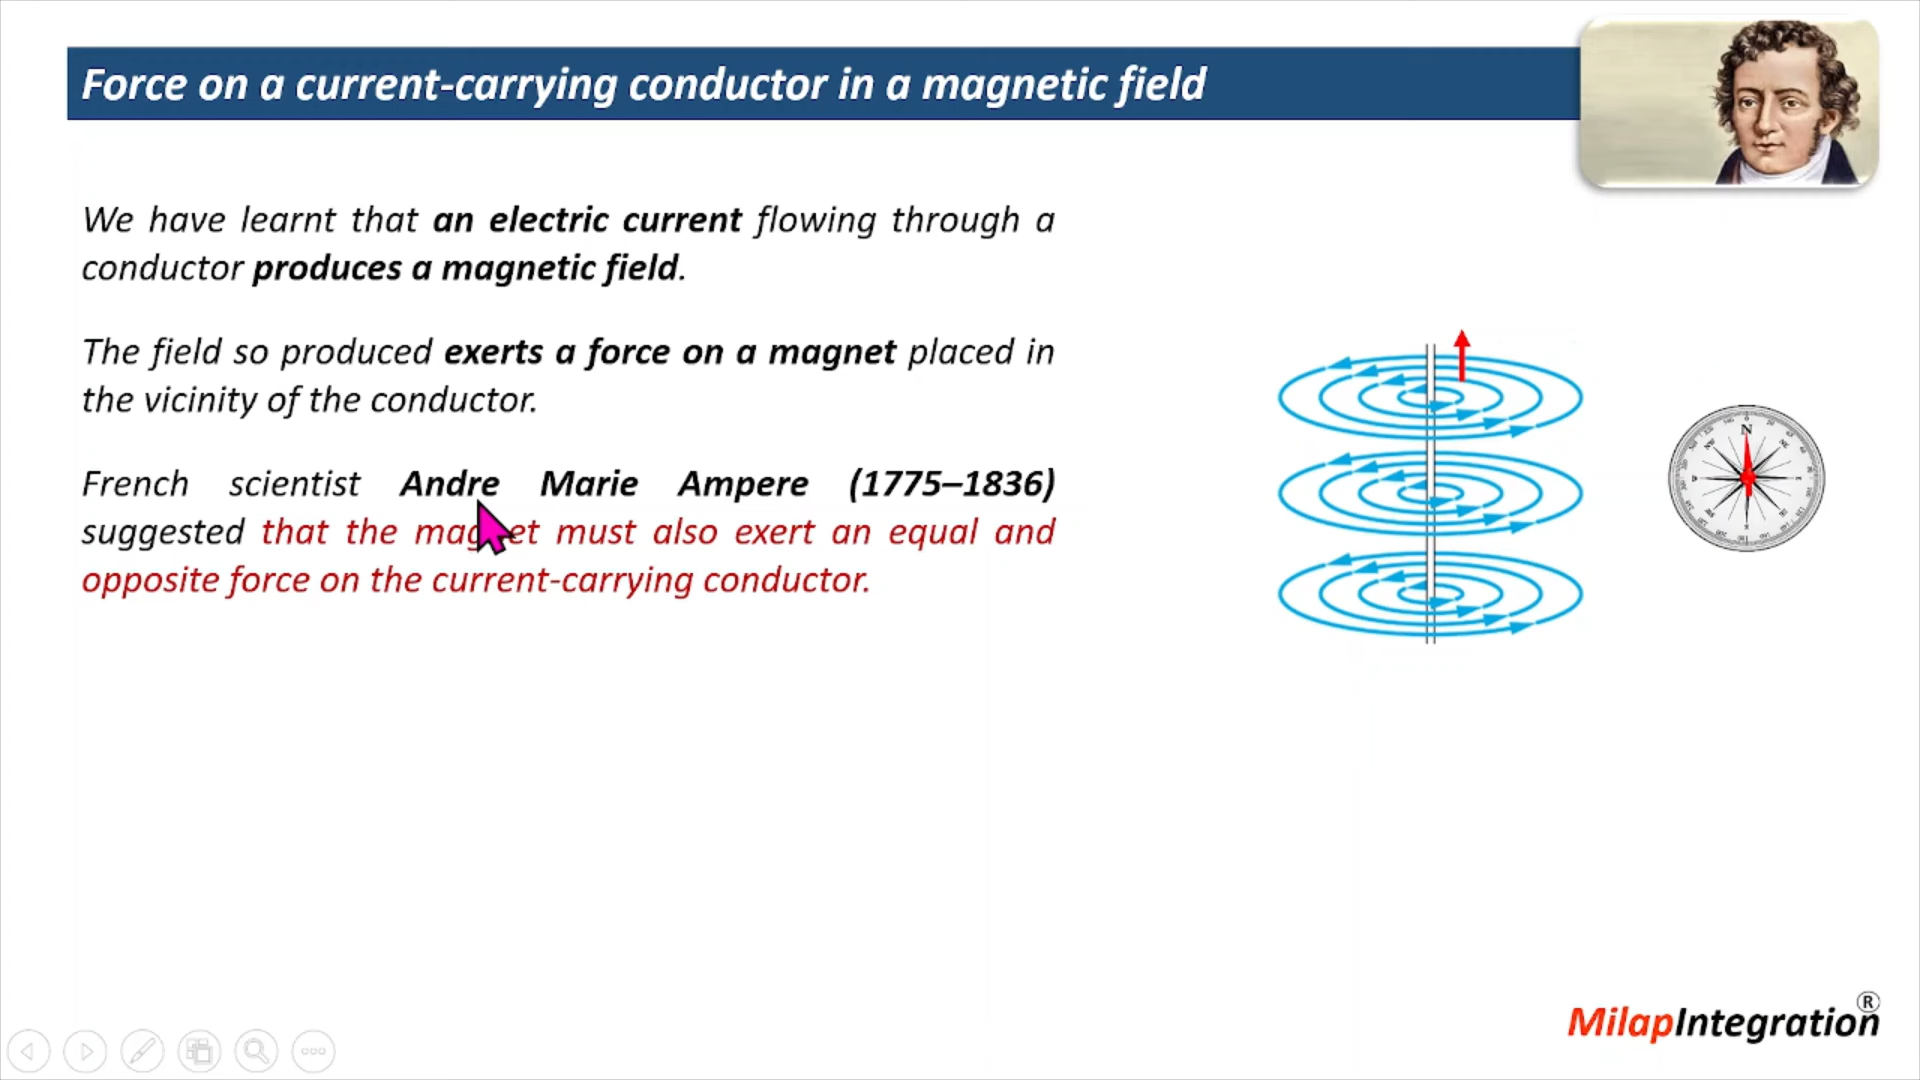 Force on a current-carrying conductor in a magnetic field
We have learnt that an electric current flowing through a
conductor produces a magnetic field.
The field so produced exerts a force on a magnet placed in
the vicinity of the conductor.
French scientist Andre Marie Ampere (1775–1836)
suggested that the magnet must also exert an equal and
opposite force on the current-carrying conductor.
N
MilapIntegration®